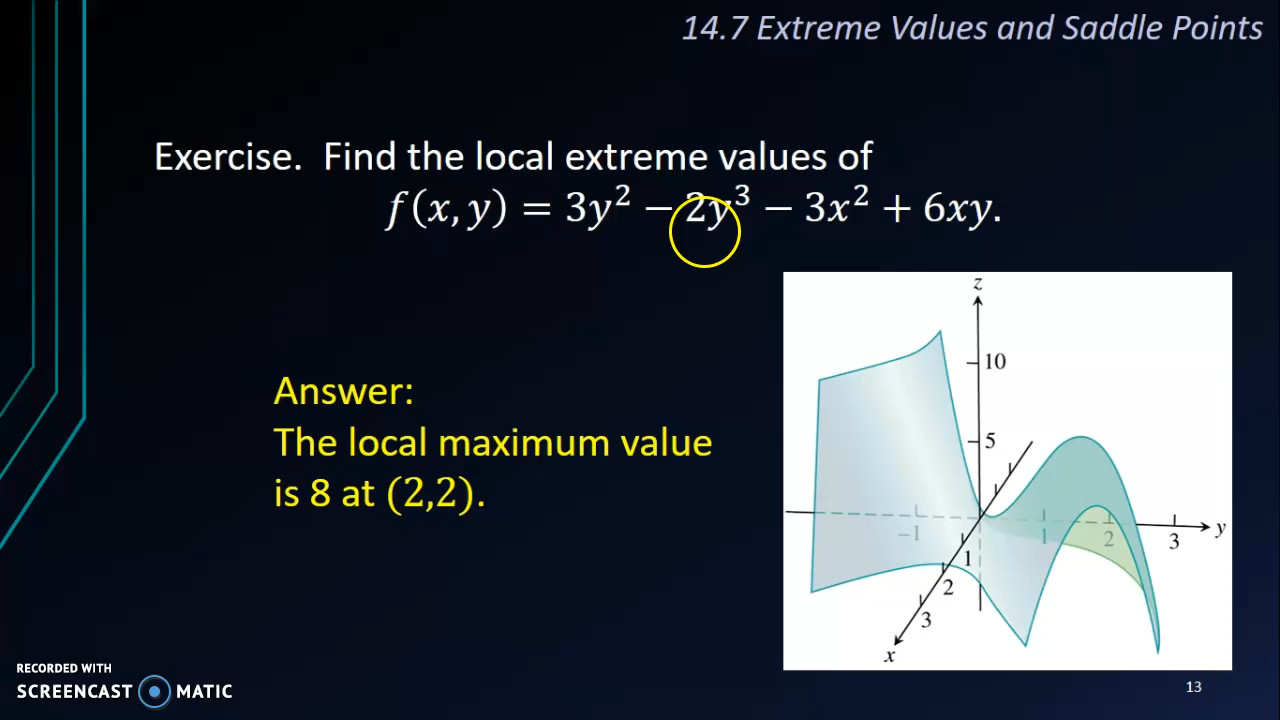 14.7 Extreme Values and Saddle Points
Exercise. Find the local extreme values of
f(x, y) = 3y² − 2y³ − 3x² + 6xy.
Answer:
The local maximum value
is 8 at (2,2).
z
10
5
−1
1
2
3
y
1
2
3
x
RECORDED WITH
SCREENCAST MATIC
13